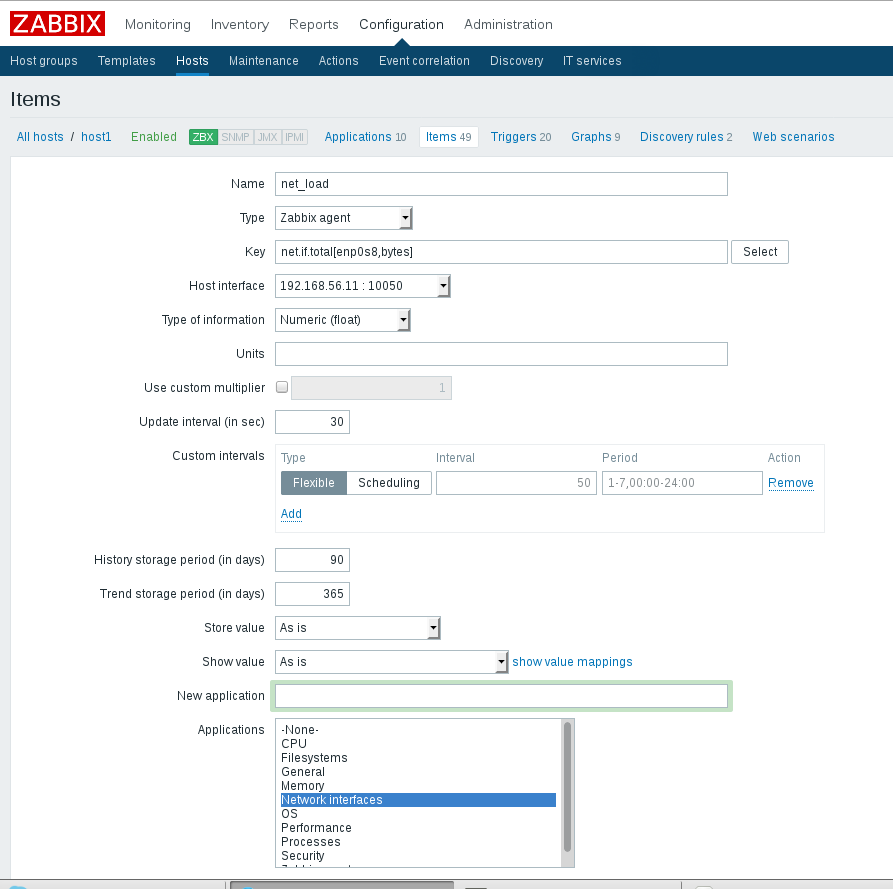 ZABBIX Monitoring Inventory Reports Configuration Administration
Host groups Templates Hosts Maintenance Actions Event correlation Discovery IT services
Items
All hosts / host1 Enabled ZBX SNMP JMX IPMI Applications 10 Items 49 Triggers 20 Graphs 9 Discovery rules 2 Web scenarios
Name net_load
Type Zabbix agent
Key net.if.total[enp0s8,bytes] Select
Host interface 192.168.56.11 : 10050
Type of information Numeric (float)
Units
Use custom multiplier 1
Update interval (in sec) 30
Custom intervals Type Interval Period Action
Flexible Scheduling 50 1-7,00:00-24:00 Remove
Add
History storage period (in days) 90
Trend storage period (in days) 365
Store value As is
Show value As is show value mappings
New application
Applications -None-
CPU
Filesystems
General
Memory
Network interfaces
OS
Performance
Processes
Security